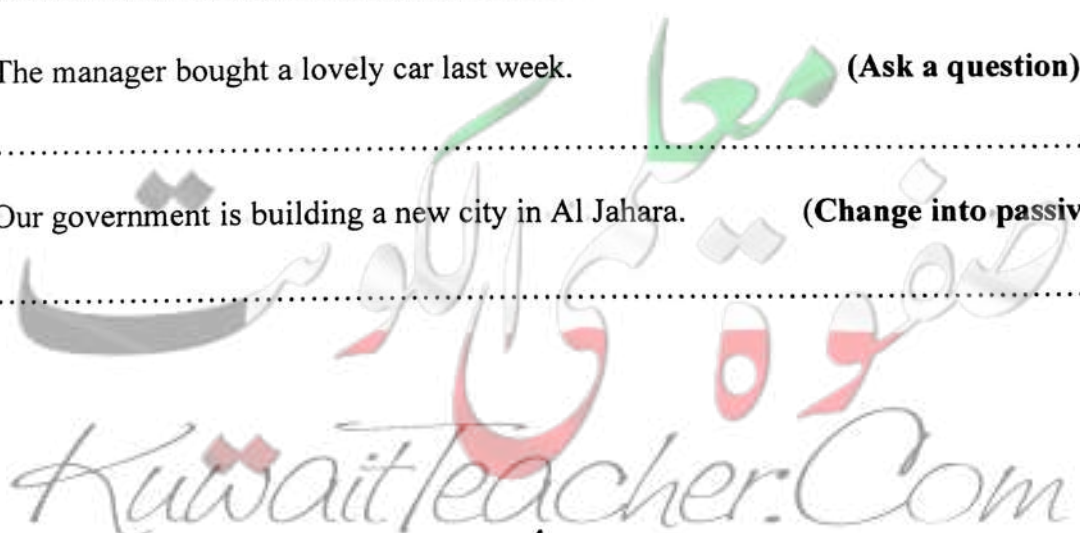 The manager bought a lovely car last week. (Ask a question)
Our government is building a new city in Al Jahara. (Change into passiv
صفوة معلمى الكويت
KuwaitTeacher.Com